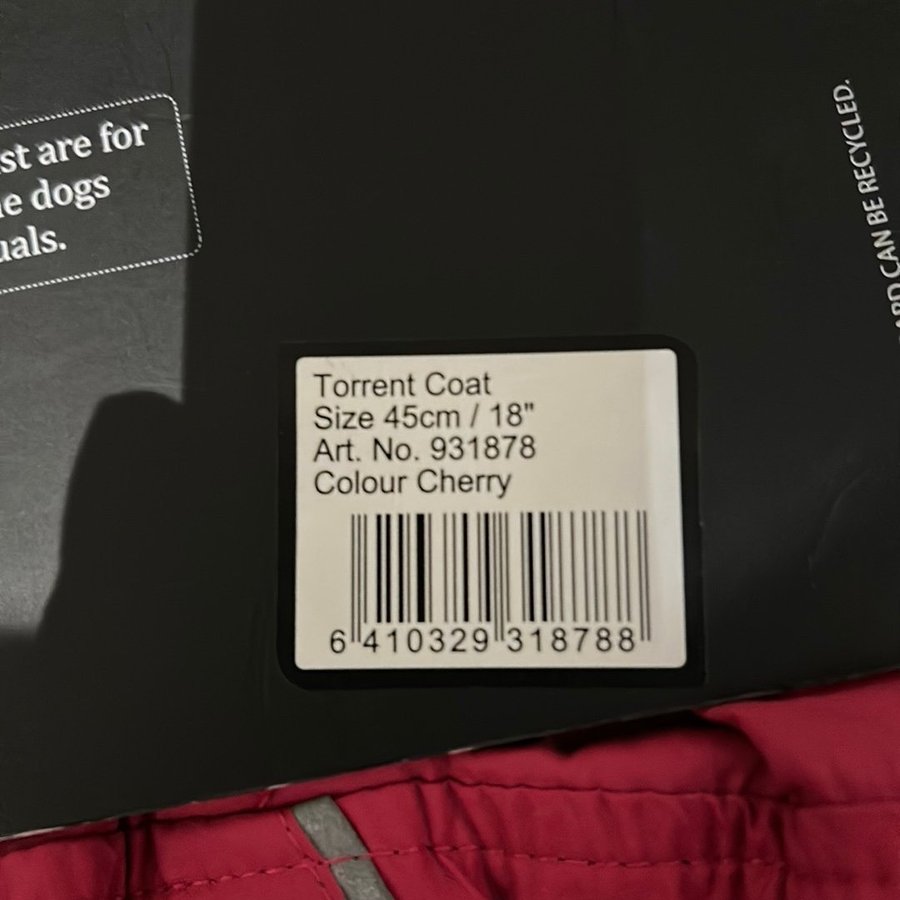 st are for
e dogs
uals.
CAN BE RECYCLED.
Torrent Coat
Size 45cm / 18"
Art. No. 931878
Colour Cherry
6 410329 318788